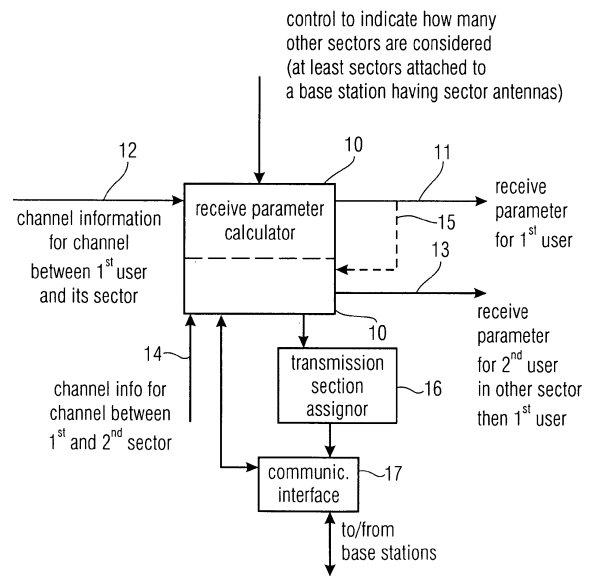 control to indicate how many
other sectors are considered
(at least sectors attached to
a base station having sector antennas)
12
10
11
receive parameter
calculator
15
receive
parameter
for 1st user
channel information
for channel
between 1st user
and its sector
13
10
receive
parameter
for 2nd user
in other sector
then 1st user
14
channel info for
channel between
1st and 2nd sector
transmission
section
assignor
16
communic.
interface
17
to/from
base stations